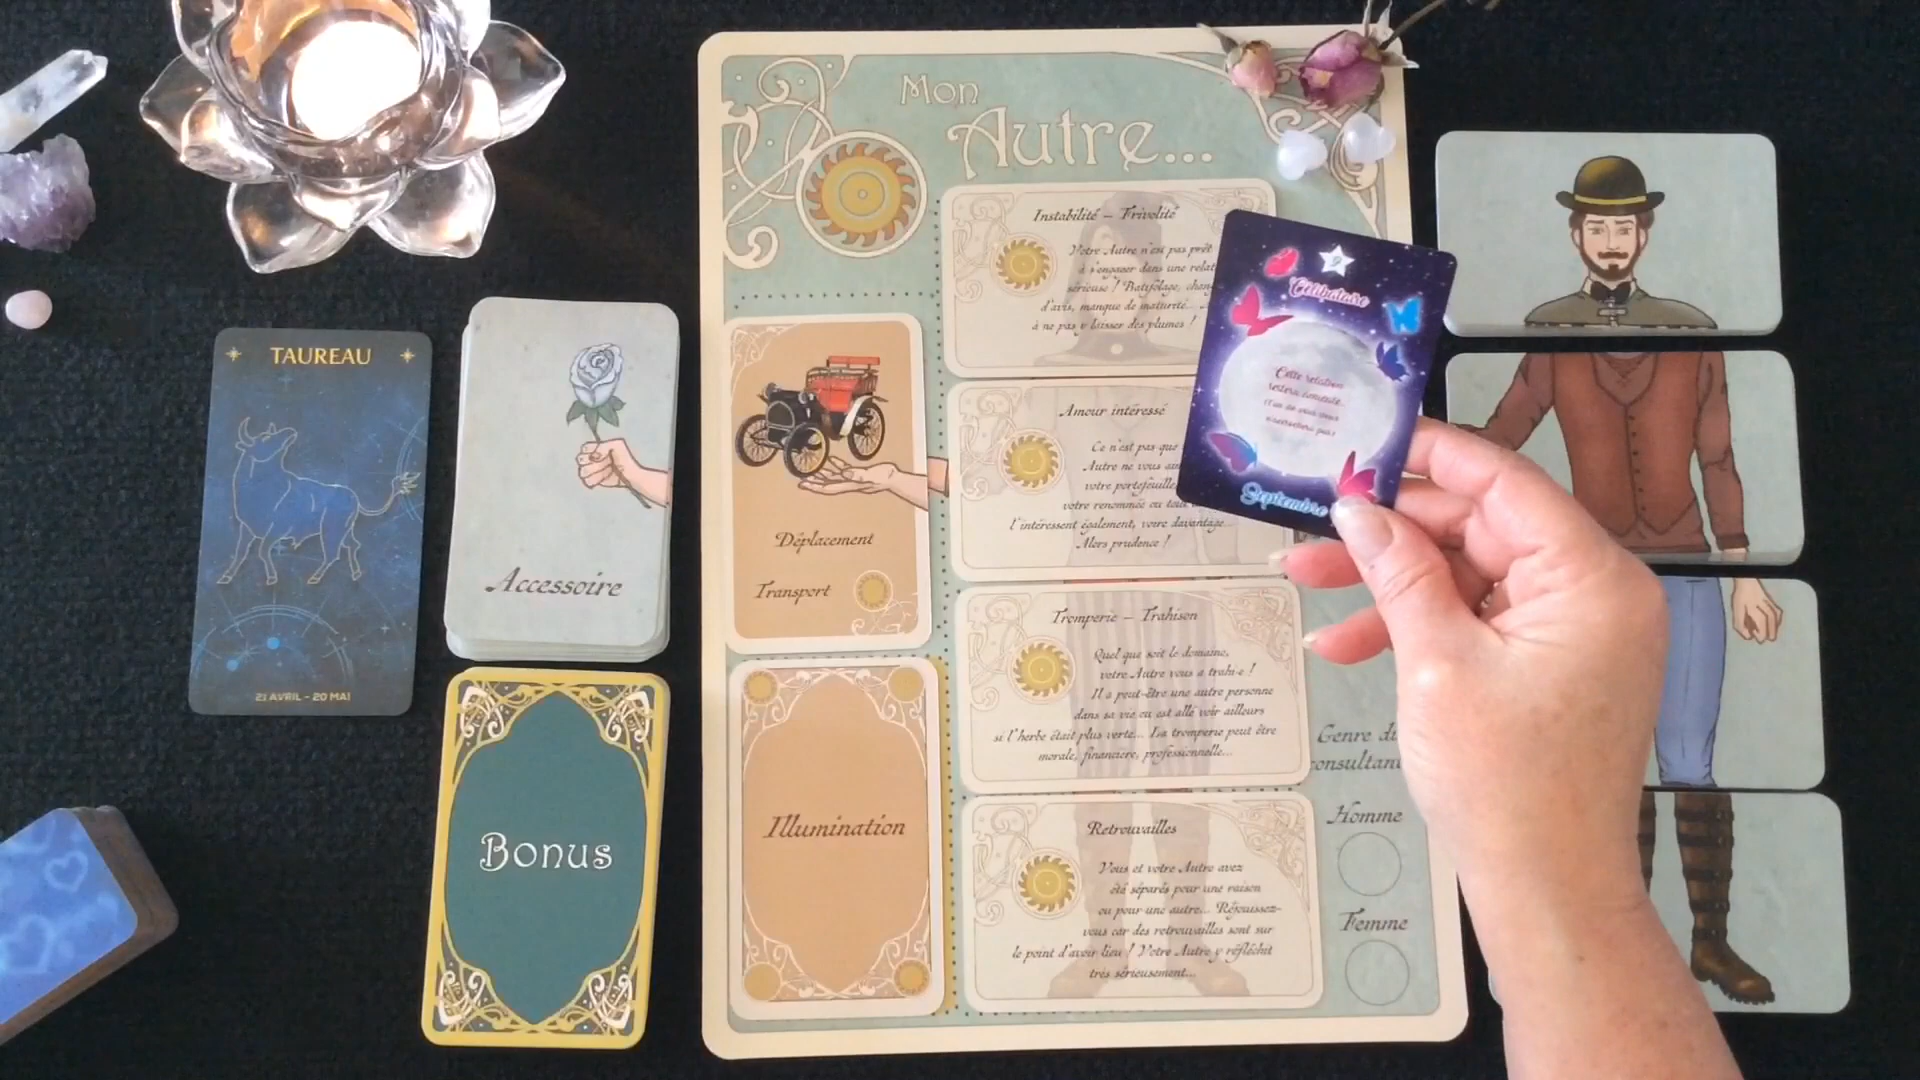 TAUREAU
21 AVRIL - 20 MAI
Accessoire
Bonus
Mon
Autre...
Déplacement
Transport
Illumination
Instabilité – Frivolité
Votre Autre n'est pas prêt
à s'engager dans une
sérieuse ! Batifolage,
d'avis, manque de maturité...
à ne pas y laisser des plumes !
Amour intéressé
Ce n'est pas que
Autre ne vous
votre
votre renommée ou
l'intéressent également, voire davantage...
Alors prudence !
Tromperie – Trahison
Quel que soit le domaine,
votre Autre vous a trahi·e !
Il a peut-être une autre personne
dans sa vie ou est allé voir ailleurs
si l'herbe était plus verte... La tromperie peut être
morale, financière, professionnelle...
Retrouvailles
Vous et votre Autre avez
été séparés pour une raison
ou pour une autre... Réjouissez-
vous car des retrouvailles sont sur
le point d'avoir lieu ! Votre Autre y réfléchit
très sérieusement...
9
Célibataire
Cette relation
Septembre
Genre du
consultant
Homme
Femme